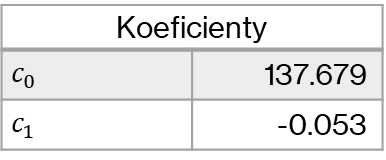 Koeficienty
c₀ 137.679
c₁ -0.053